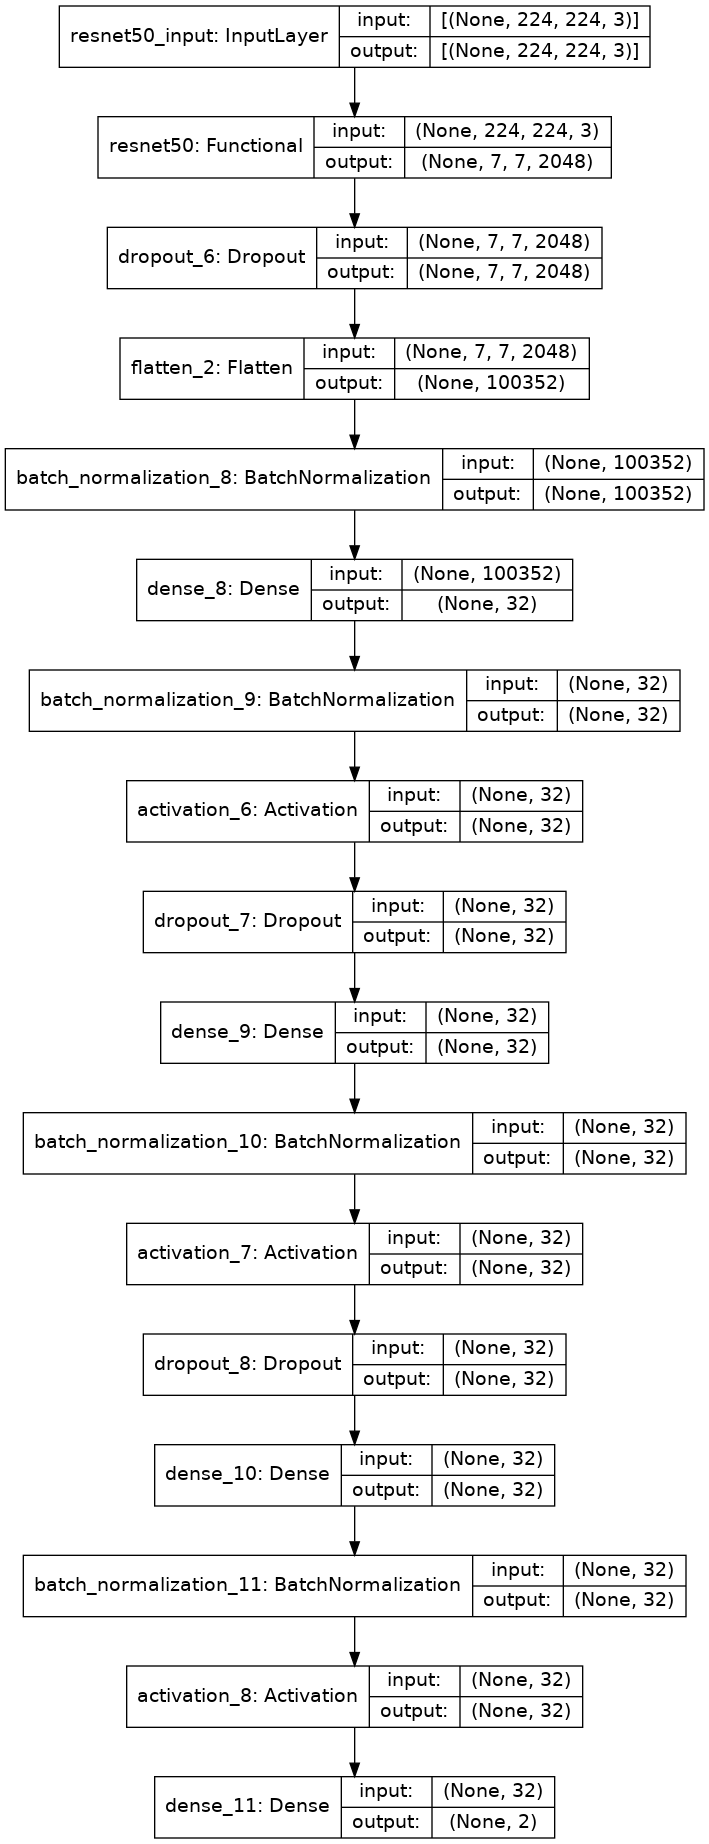 resnet50_input: InputLayer
input: [(None, 224, 224, 3)]
output: [(None, 224, 224, 3)]
resnet50: Functional
input: (None, 224, 224, 3)
output: (None, 7, 7, 2048)
dropout_6: Dropout
input: (None, 7, 7, 2048)
output: (None, 7, 7, 2048)
flatten_2: Flatten
input: (None, 7, 7, 2048)
output: (None, 100352)
batch_normalization_8: BatchNormalization
input: (None, 100352)
output: (None, 100352)
dense_8: Dense
input: (None, 100352)
output: (None, 32)
batch_normalization_9: BatchNormalization
input: (None, 32)
output: (None, 32)
activation_6: Activation
input: (None, 32)
output: (None, 32)
dropout_7: Dropout
input: (None, 32)
output: (None, 32)
dense_9: Dense
input: (None, 32)
output: (None, 32)
batch_normalization_10: BatchNormalization
input: (None, 32)
output: (None, 32)
activation_7: Activation
input: (None, 32)
output: (None, 32)
dropout_8: Dropout
input: (None, 32)
output: (None, 32)
dense_10: Dense
input: (None, 32)
output: (None, 32)
batch_normalization_11: BatchNormalization
input: (None, 32)
output: (None, 32)
activation_8: Activation
input: (None, 32)
output: (None, 32)
dense_11: Dense
input: (None, 32)
output: (None, 2)